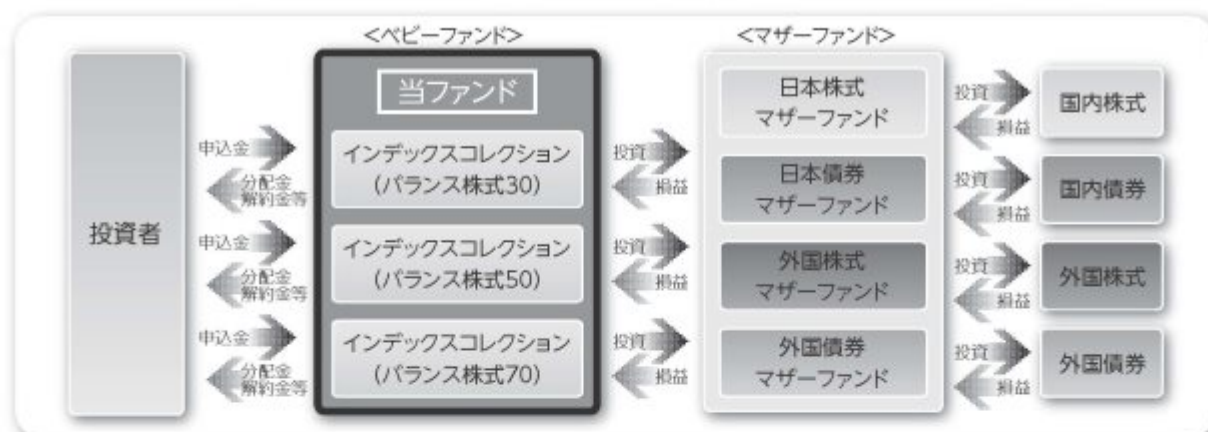 <ベビーファンド>
<マザーファンド>
投資者
申込金
分配金
解約金等
申込金
分配金
解約金等
申込金
分配金
解約金等
当ファンド
インデックスコレクション
(バランス株式30)
インデックスコレクション
(バランス株式50)
インデックスコレクション
(バランス株式70)
投資
損益
投資
損益
投資
損益
日本株式
マザーファンド
日本債券
マザーファンド
外国株式
マザーファンド
外国債券
マザーファンド
投資
損益
投資
損益
投資
損益
投資
損益
国内株式
国内債券
外国株式
外国債券